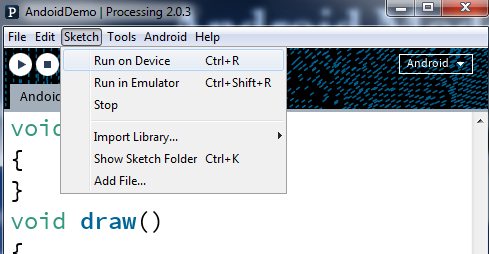 AndoidDemo | Processing 2.0.3
File Edit Sketch Tools Android Help
Run on Device Ctrl+R
Run in Emulator Ctrl+Shift+R
Stop
Import Library...
Show Sketch Folder Ctrl+K
Add File...
Android
Andoid
void
{
}
void draw()
{